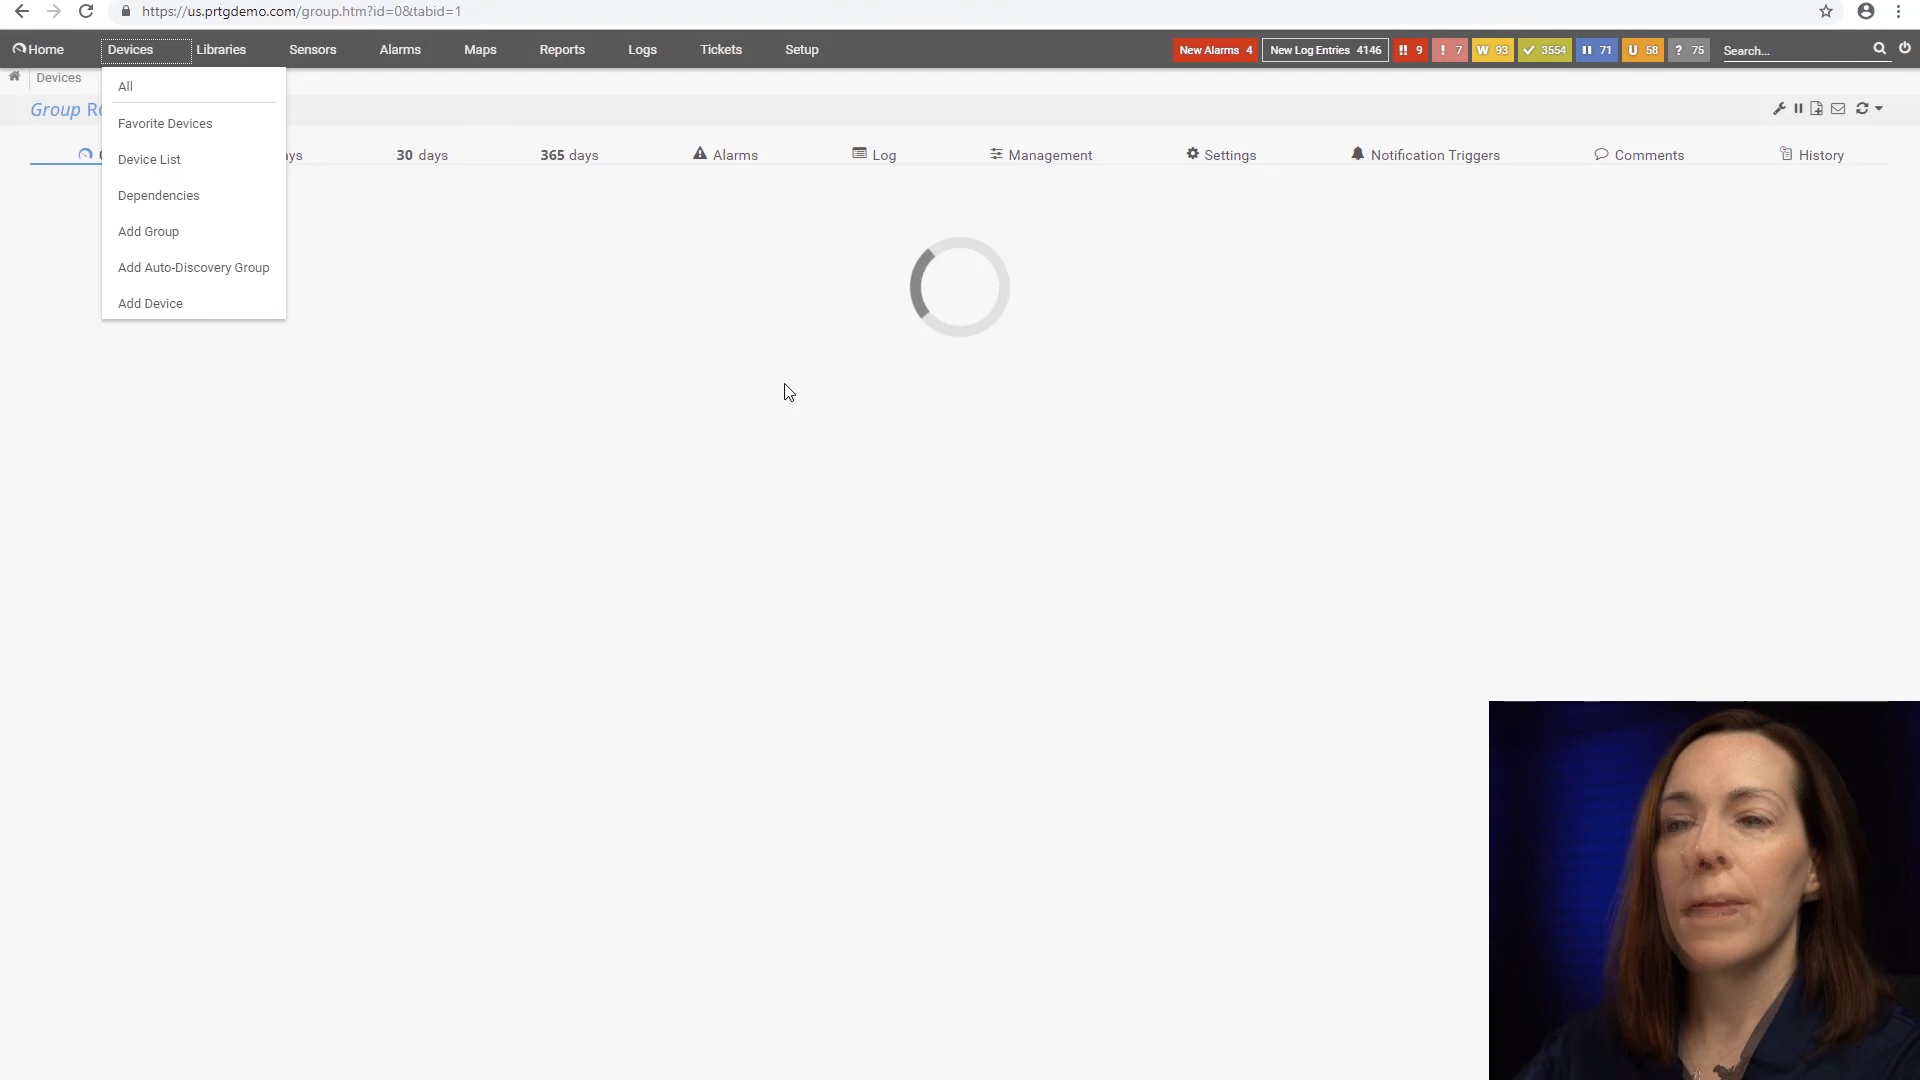 https://us.prtgdemo.com/group.htm?id=0&tabid=1
Home Devices Libraries Sensors Alarms Maps Reports Logs Tickets Setup New Alarms 4 New Log Entries 4146 !! 9 ! 7 W 93 3554 71 U 58 ? 75 Search...
Devices
Group
All
Favorite Devices
Device List
Dependencies
Add Group
Add Auto-Discovery Group
Add Device
30 days 365 days Alarms Log Management Settings Notification Triggers Comments History